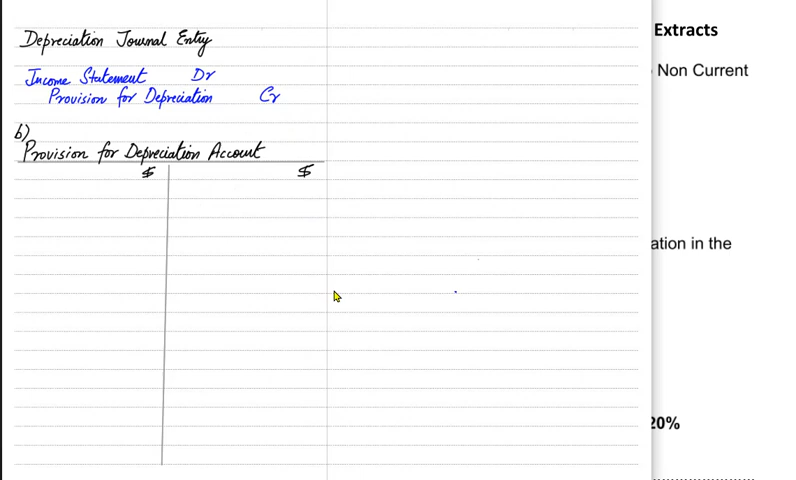 Depreciation Journal Entry
Income Statement Dr
Provision for Depreciation Cr
b)
Provision for Depreciation Account
$ $
Extracts
Non Current
ation in the
20%